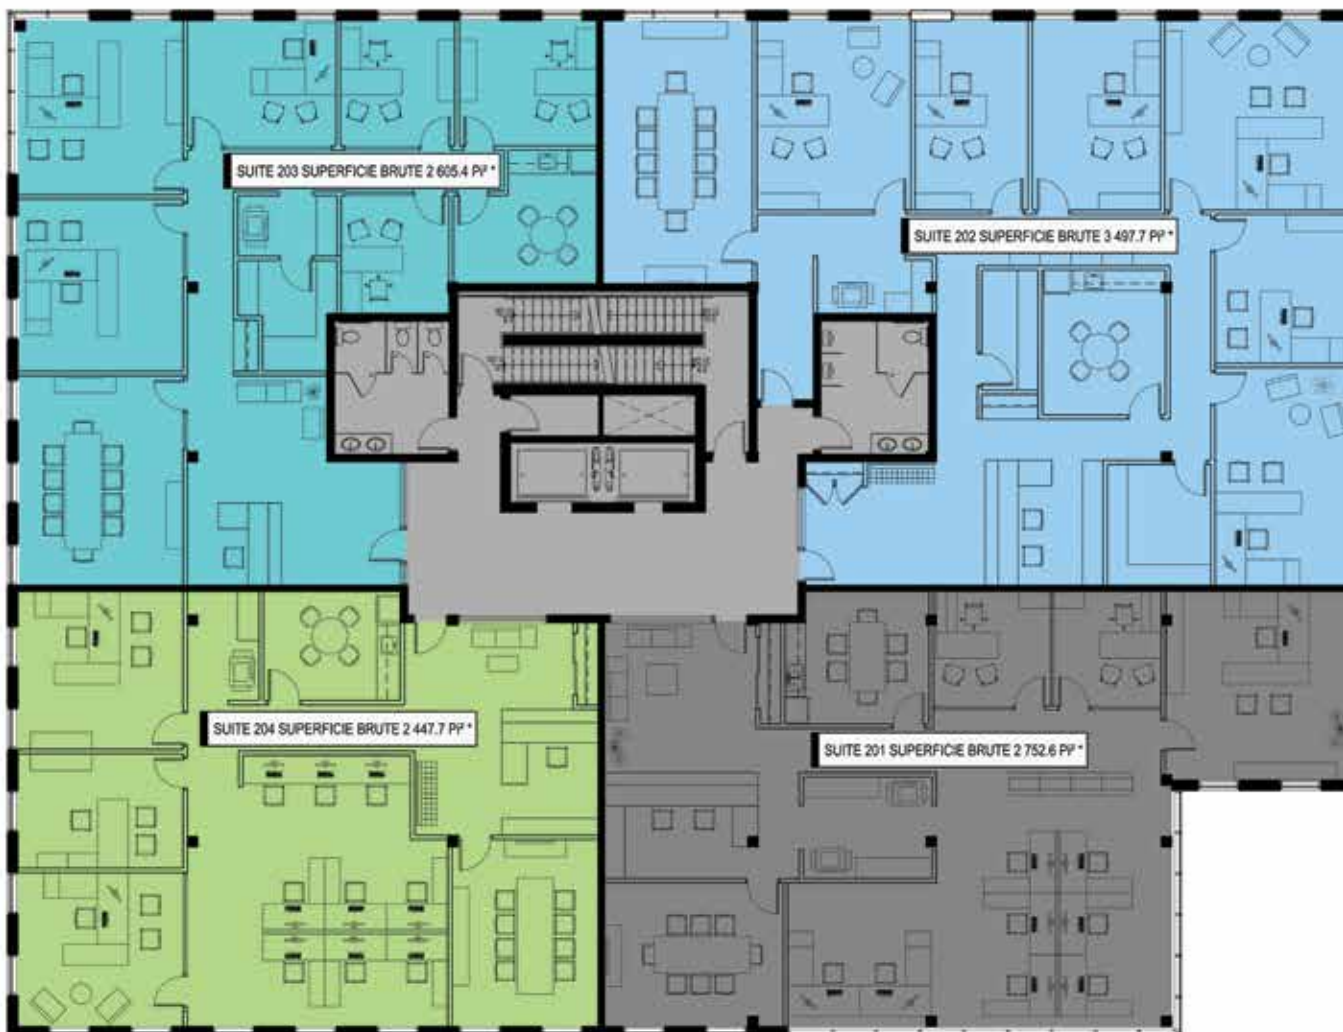 SUITE 203 SUPERFICIE BRUTE 2 605.4 Pi² *
SUITE 202 SUPERFICIE BRUTE 3 497.7 Pi² *
SUITE 204 SUPERFICIE BRUTE 2 447.7 Pi² *
SUITE 201 SUPERFICIE BRUTE 2 752.6 Pi² *